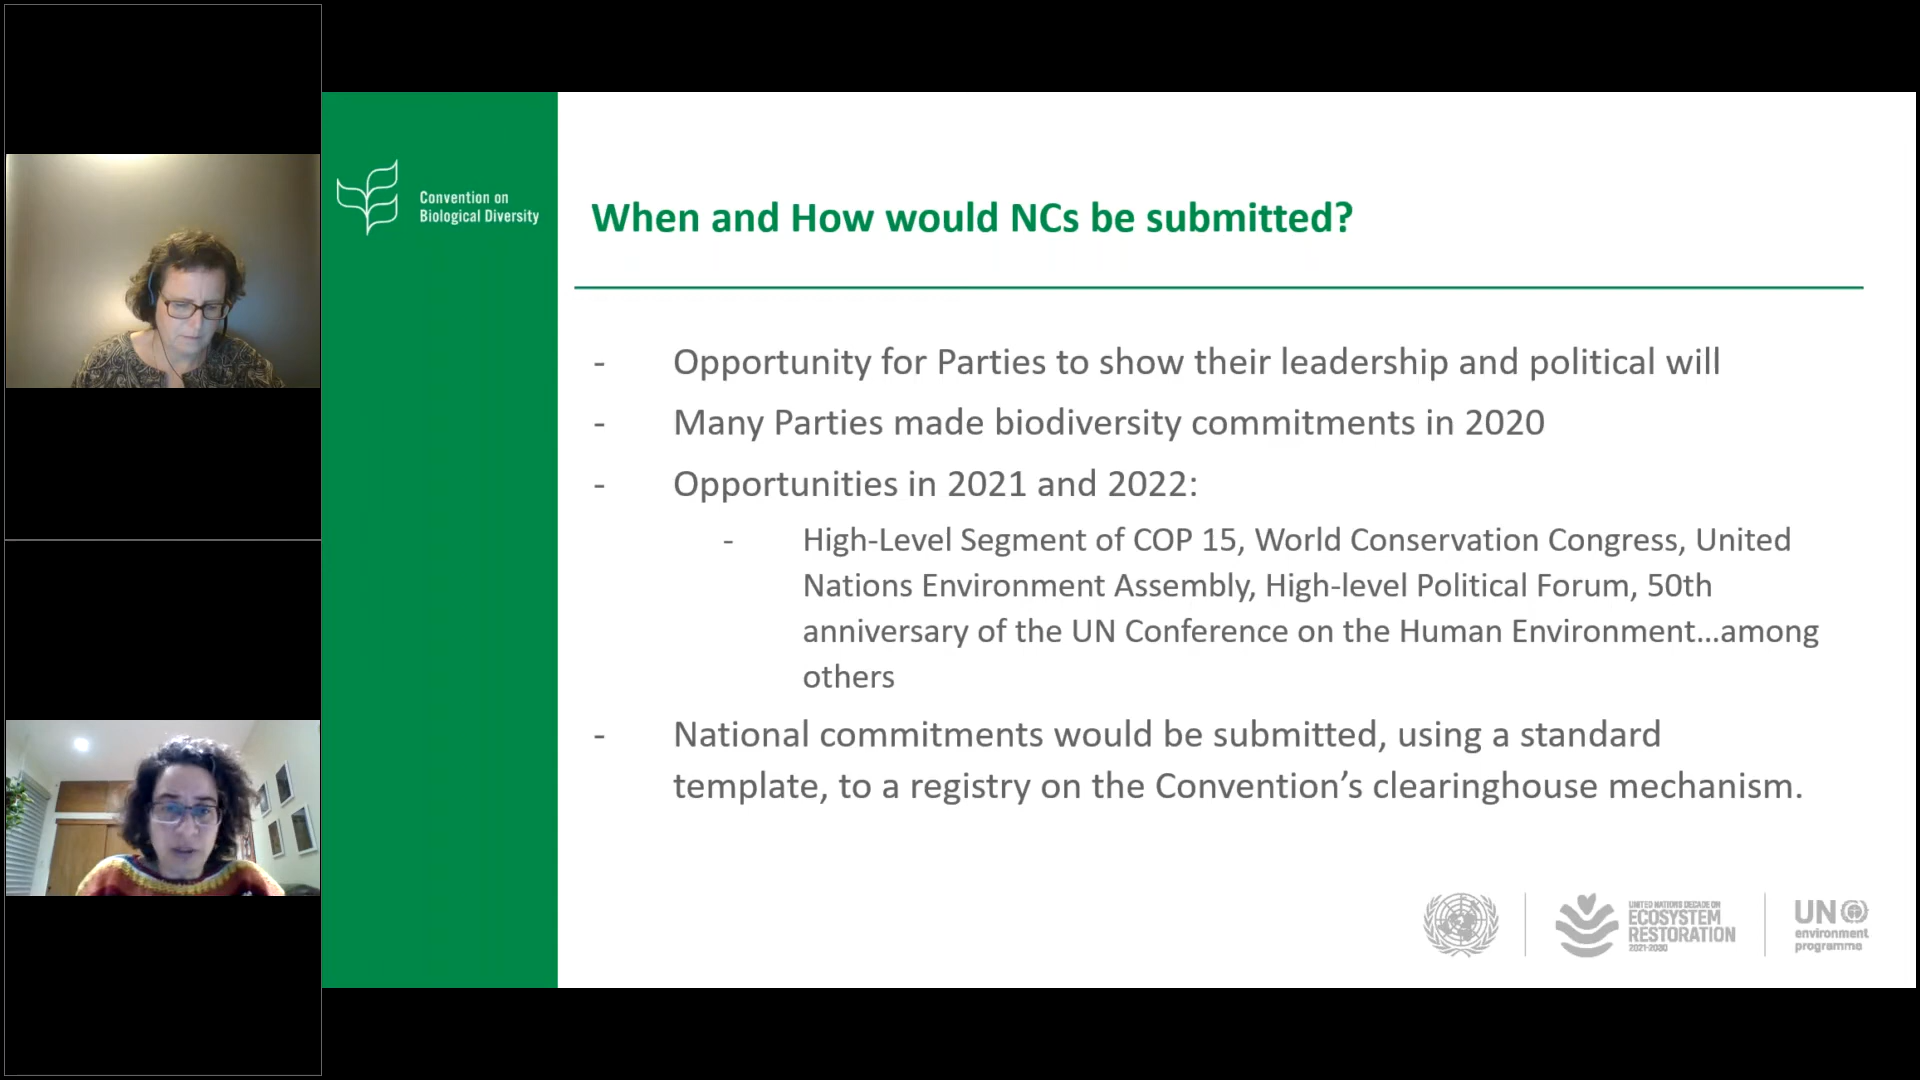 Convention on
Biological Diversity
When and How would NCs be submitted?
- Opportunity for Parties to show their leadership and political will
- Many Parties made biodiversity commitments in 2020
- Opportunities in 2021 and 2022:
- High-Level Segment of COP 15, World Conservation Congress, United
Nations Environment Assembly, High-level Political Forum, 50th
anniversary of the UN Conference on the Human Environment...among
others
- National commitments would be submitted, using a standard
template, to a registry on the Convention’s clearinghouse mechanism.
UNITED NATIONS DECADE ON
ECOSYSTEM
RESTORATION
2021-2030
UN
environment
programme